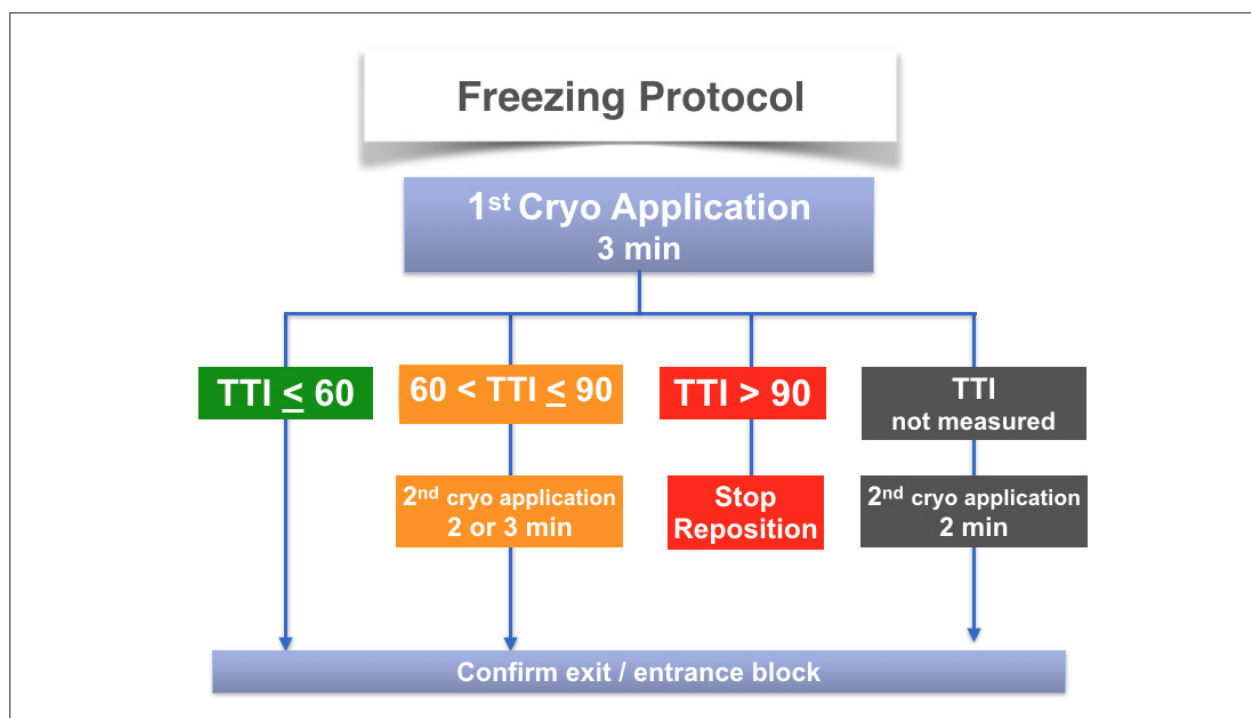 Freezing Protocol
1st Cryo Application
3 min
TTI ≤ 60
60 < TTI ≤ 90
TTI > 90
TTI
not measured
2nd cryo application
2 or 3 min
Stop
Reposition
2nd cryo application
2 min
Confirm exit / entrance block